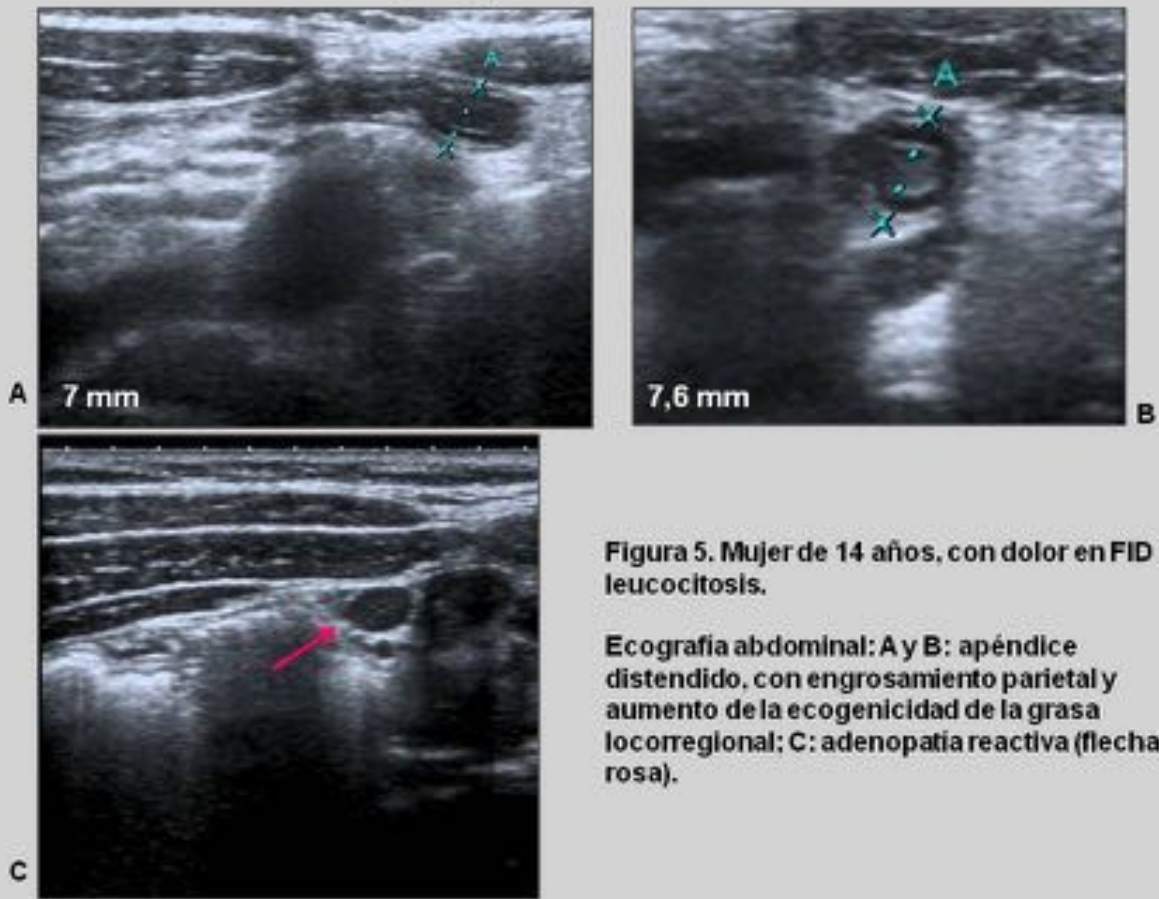 A
A
A
7 mm
7,6 mm
B
C
Figura 5. Mujer de 14 años, con dolor en FID
leucocitosis.
Ecografía abdominal: A y B: apéndice
distendido, con engrosamiento parietal y
aumento de la ecogenicidad de la grasa
locorregional; C: adenopatía reactiva (flecha
rosa).